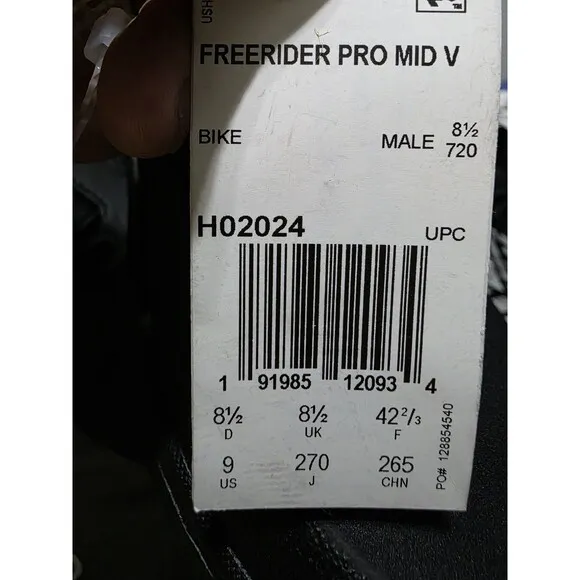 USH
FREERIDER PRO MID V
BIKE MALE 8½
720
H02024 UPC
1 91985 12093 4
8½ 8½ 42⅔
D UK F
9 270 265
US J CHN
PO# 128854540